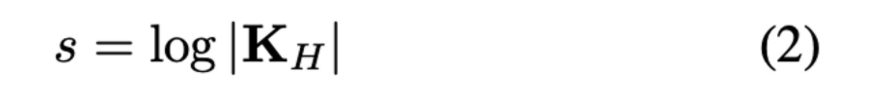 s = log |K_H| (2)